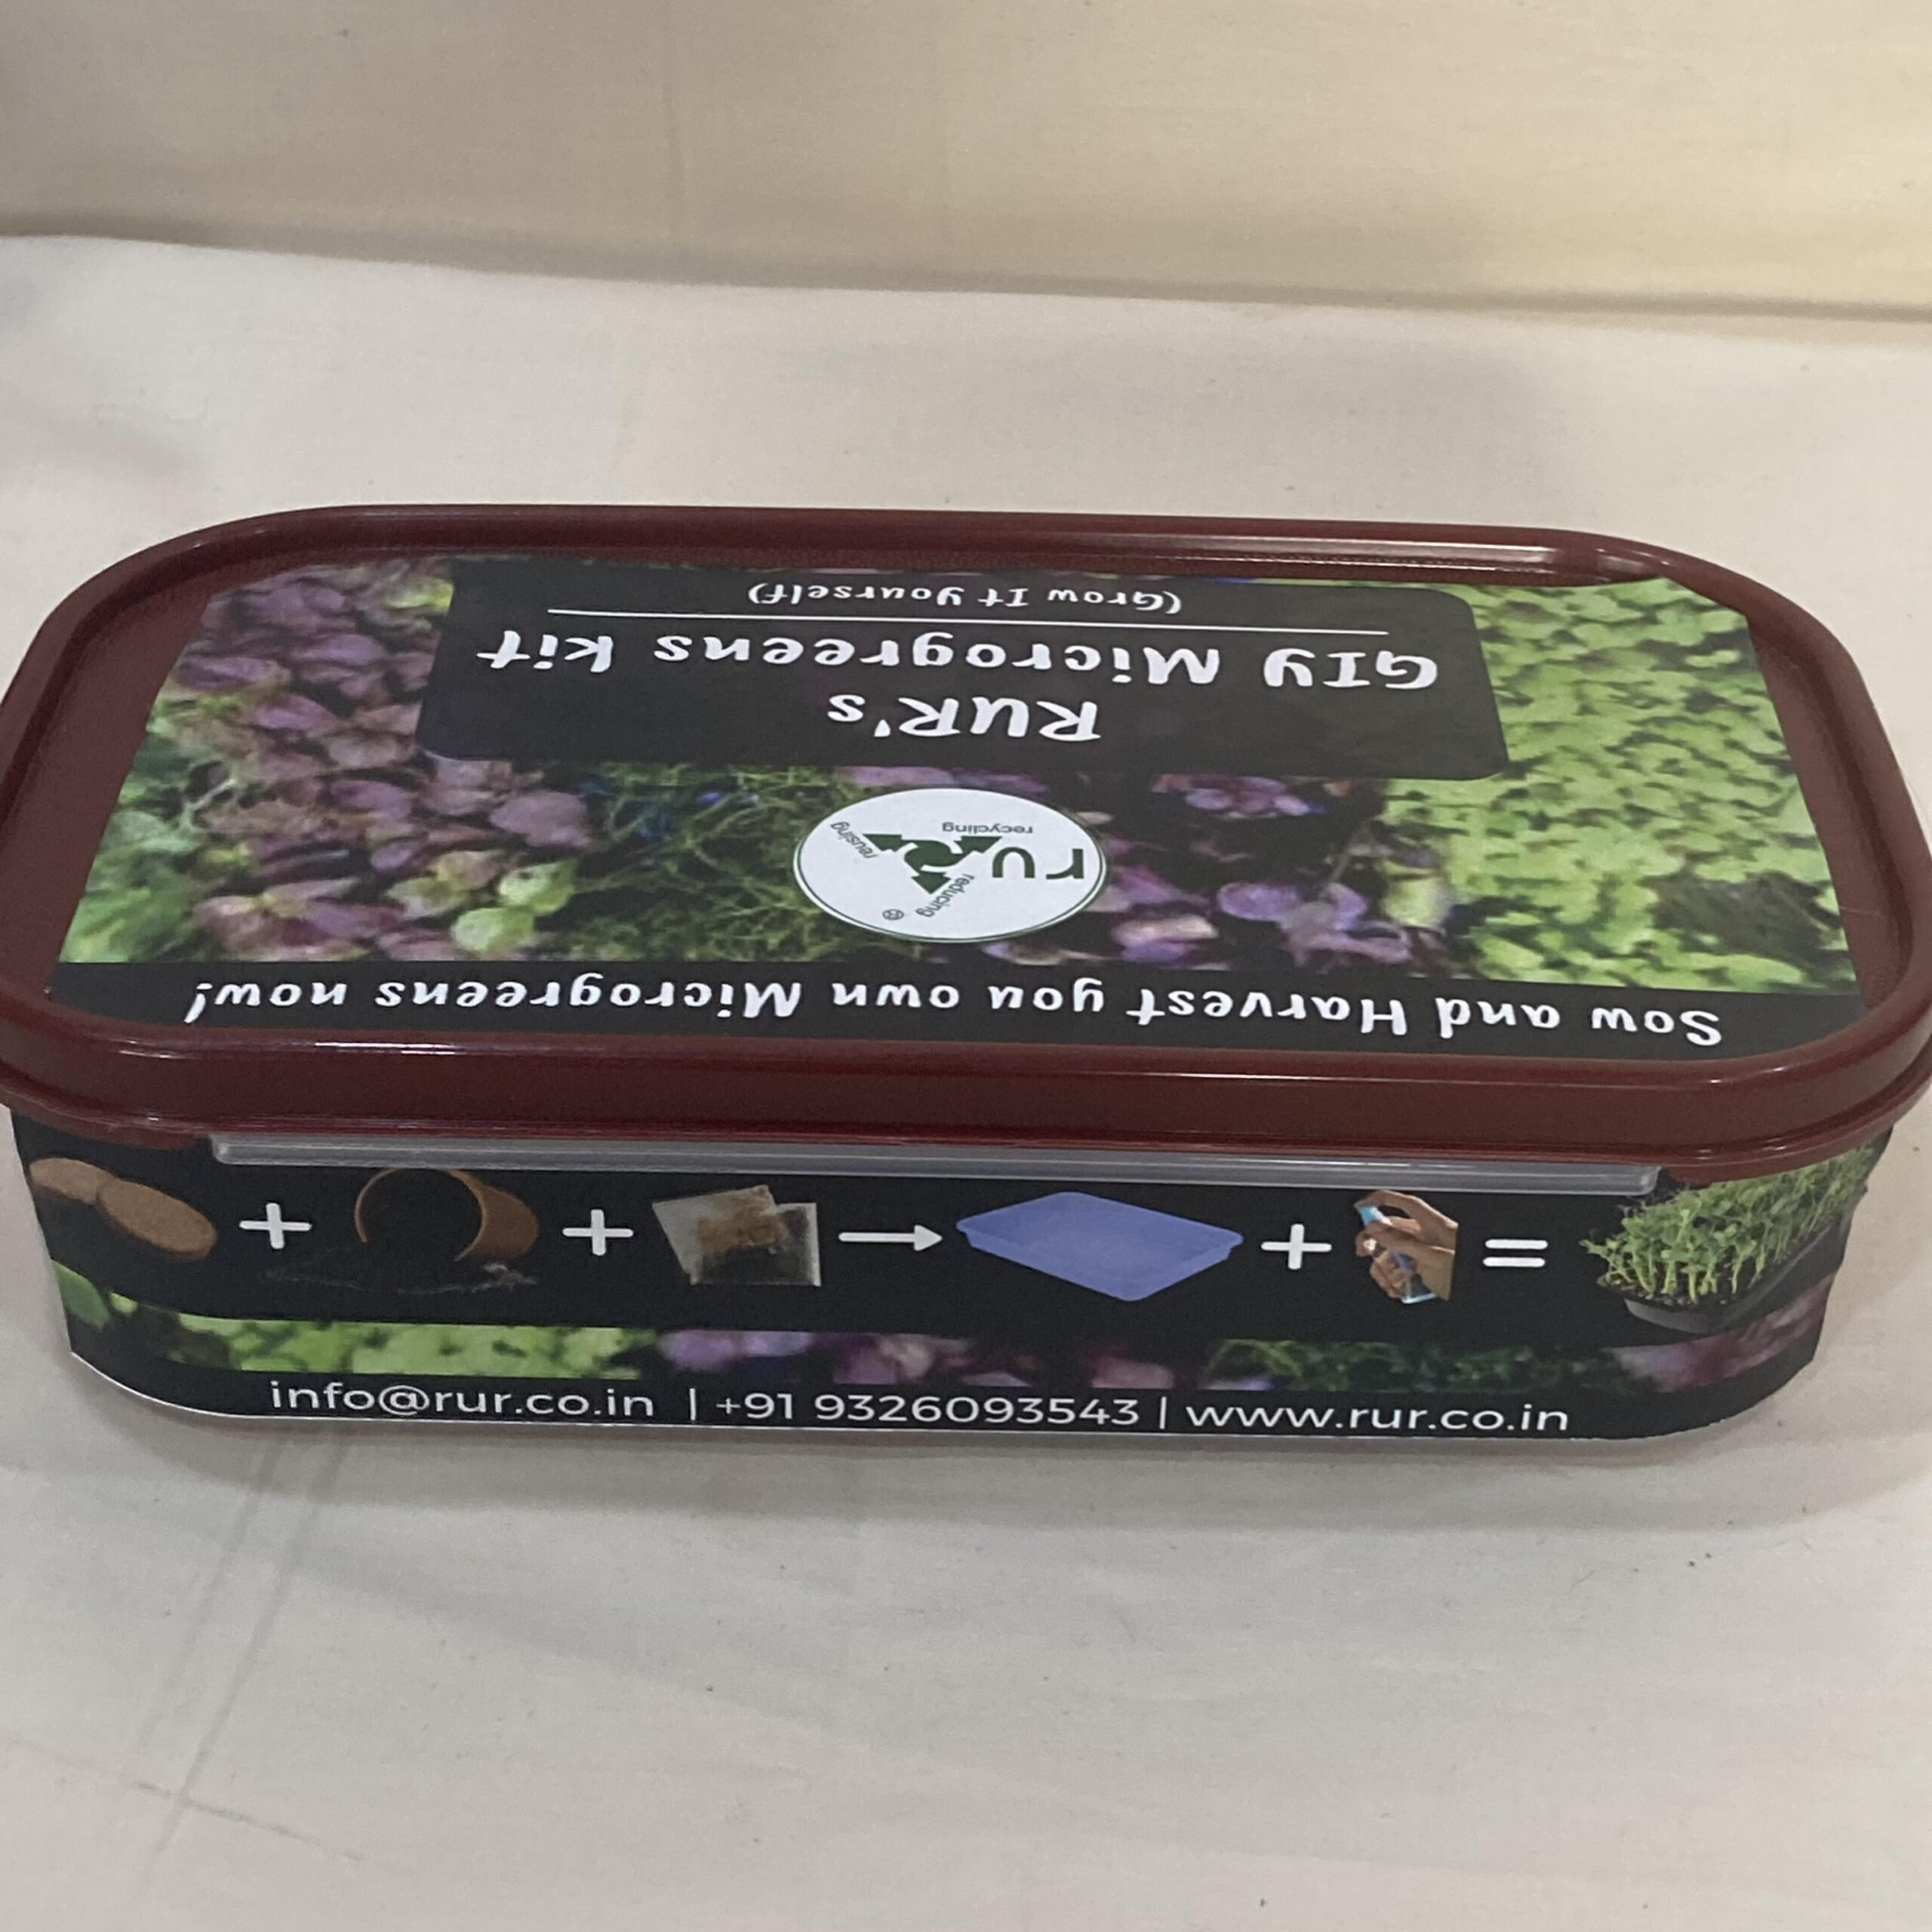 RUR's
GIY Microgreens kit
(Grow It Yourself)
rur
recycling
reusing
reducing
®
Sow and Harvest you own Microgreens now!
+ + → + =
info@rur.co.in | +91 9326093543 | www.rur.co.in